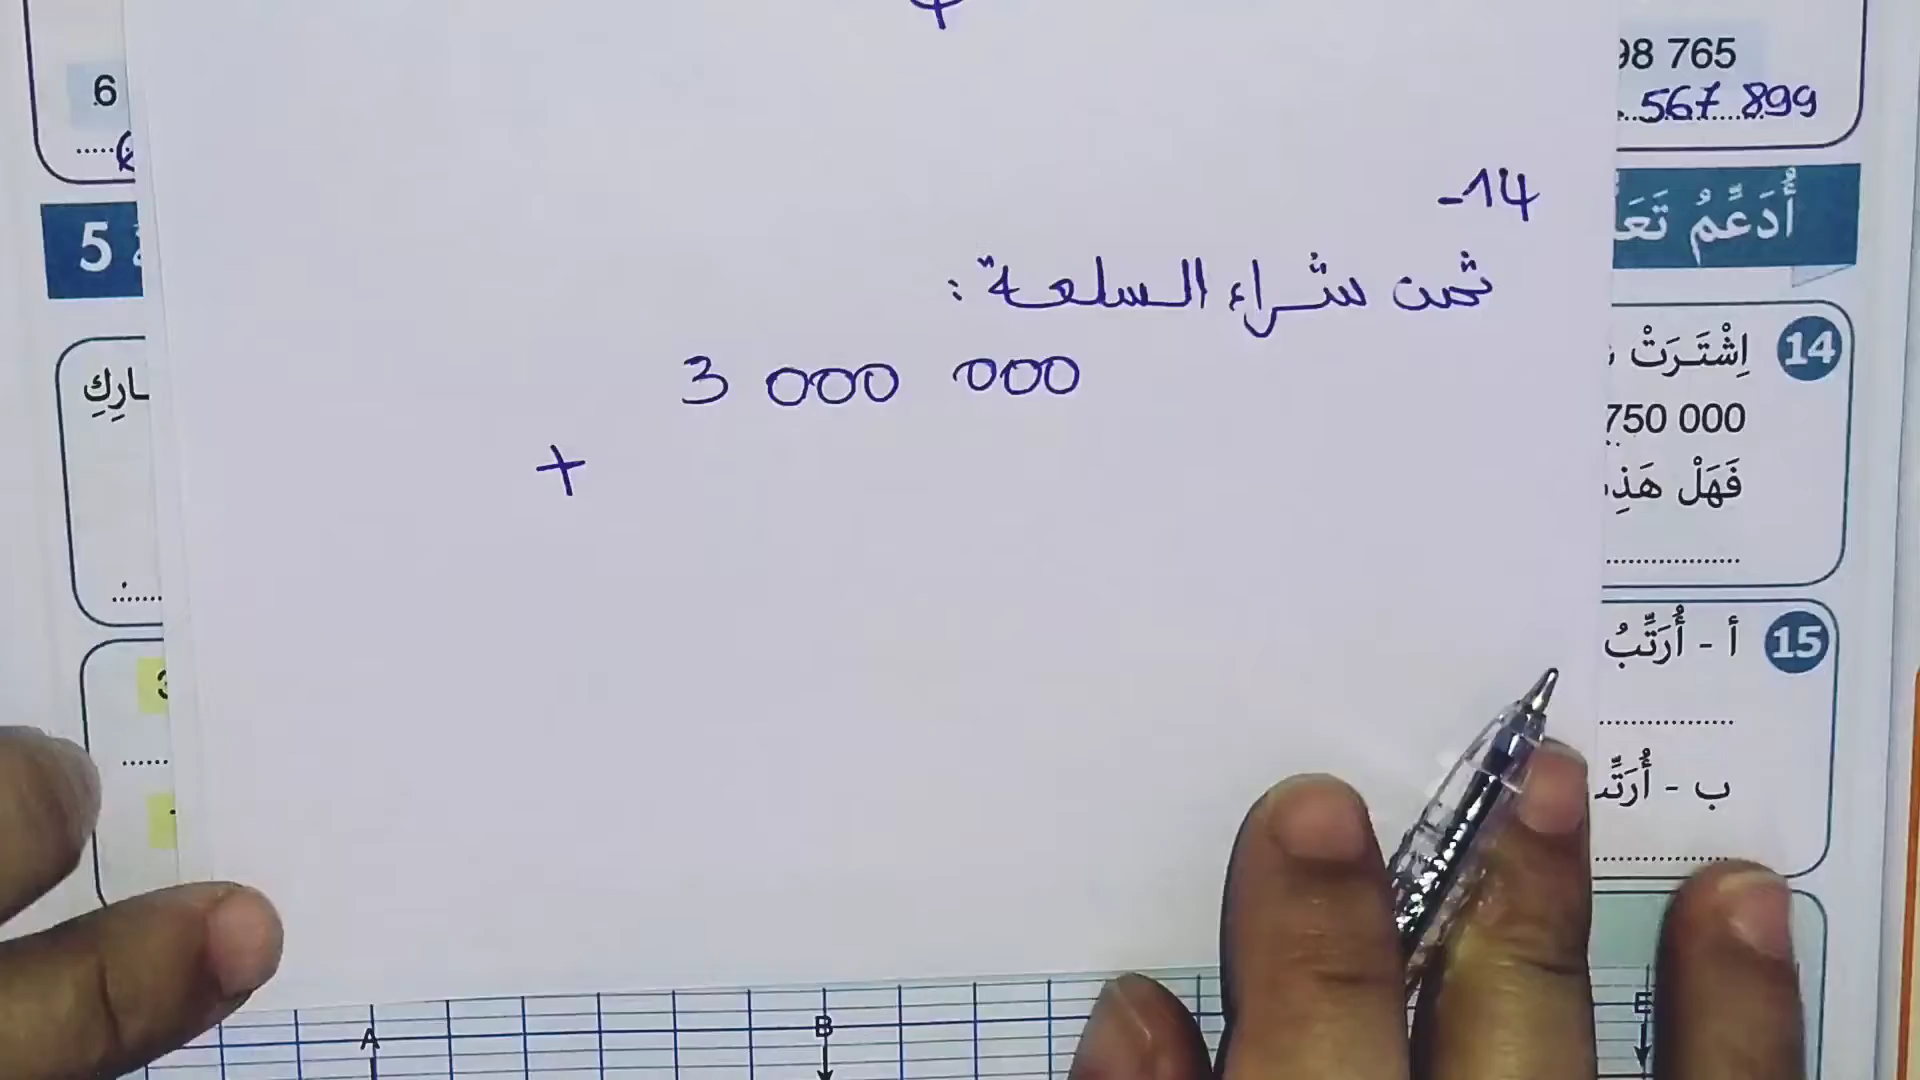 98 765
567 899
6
-14
أُدَعِّمُ
5
ثمن شراء السلعة:
14
اِشْتَرَتْ
3 000 000
750 000
+
فَهَلْ
15
أ - أُرَتِّبُ
ب -
A
B
E